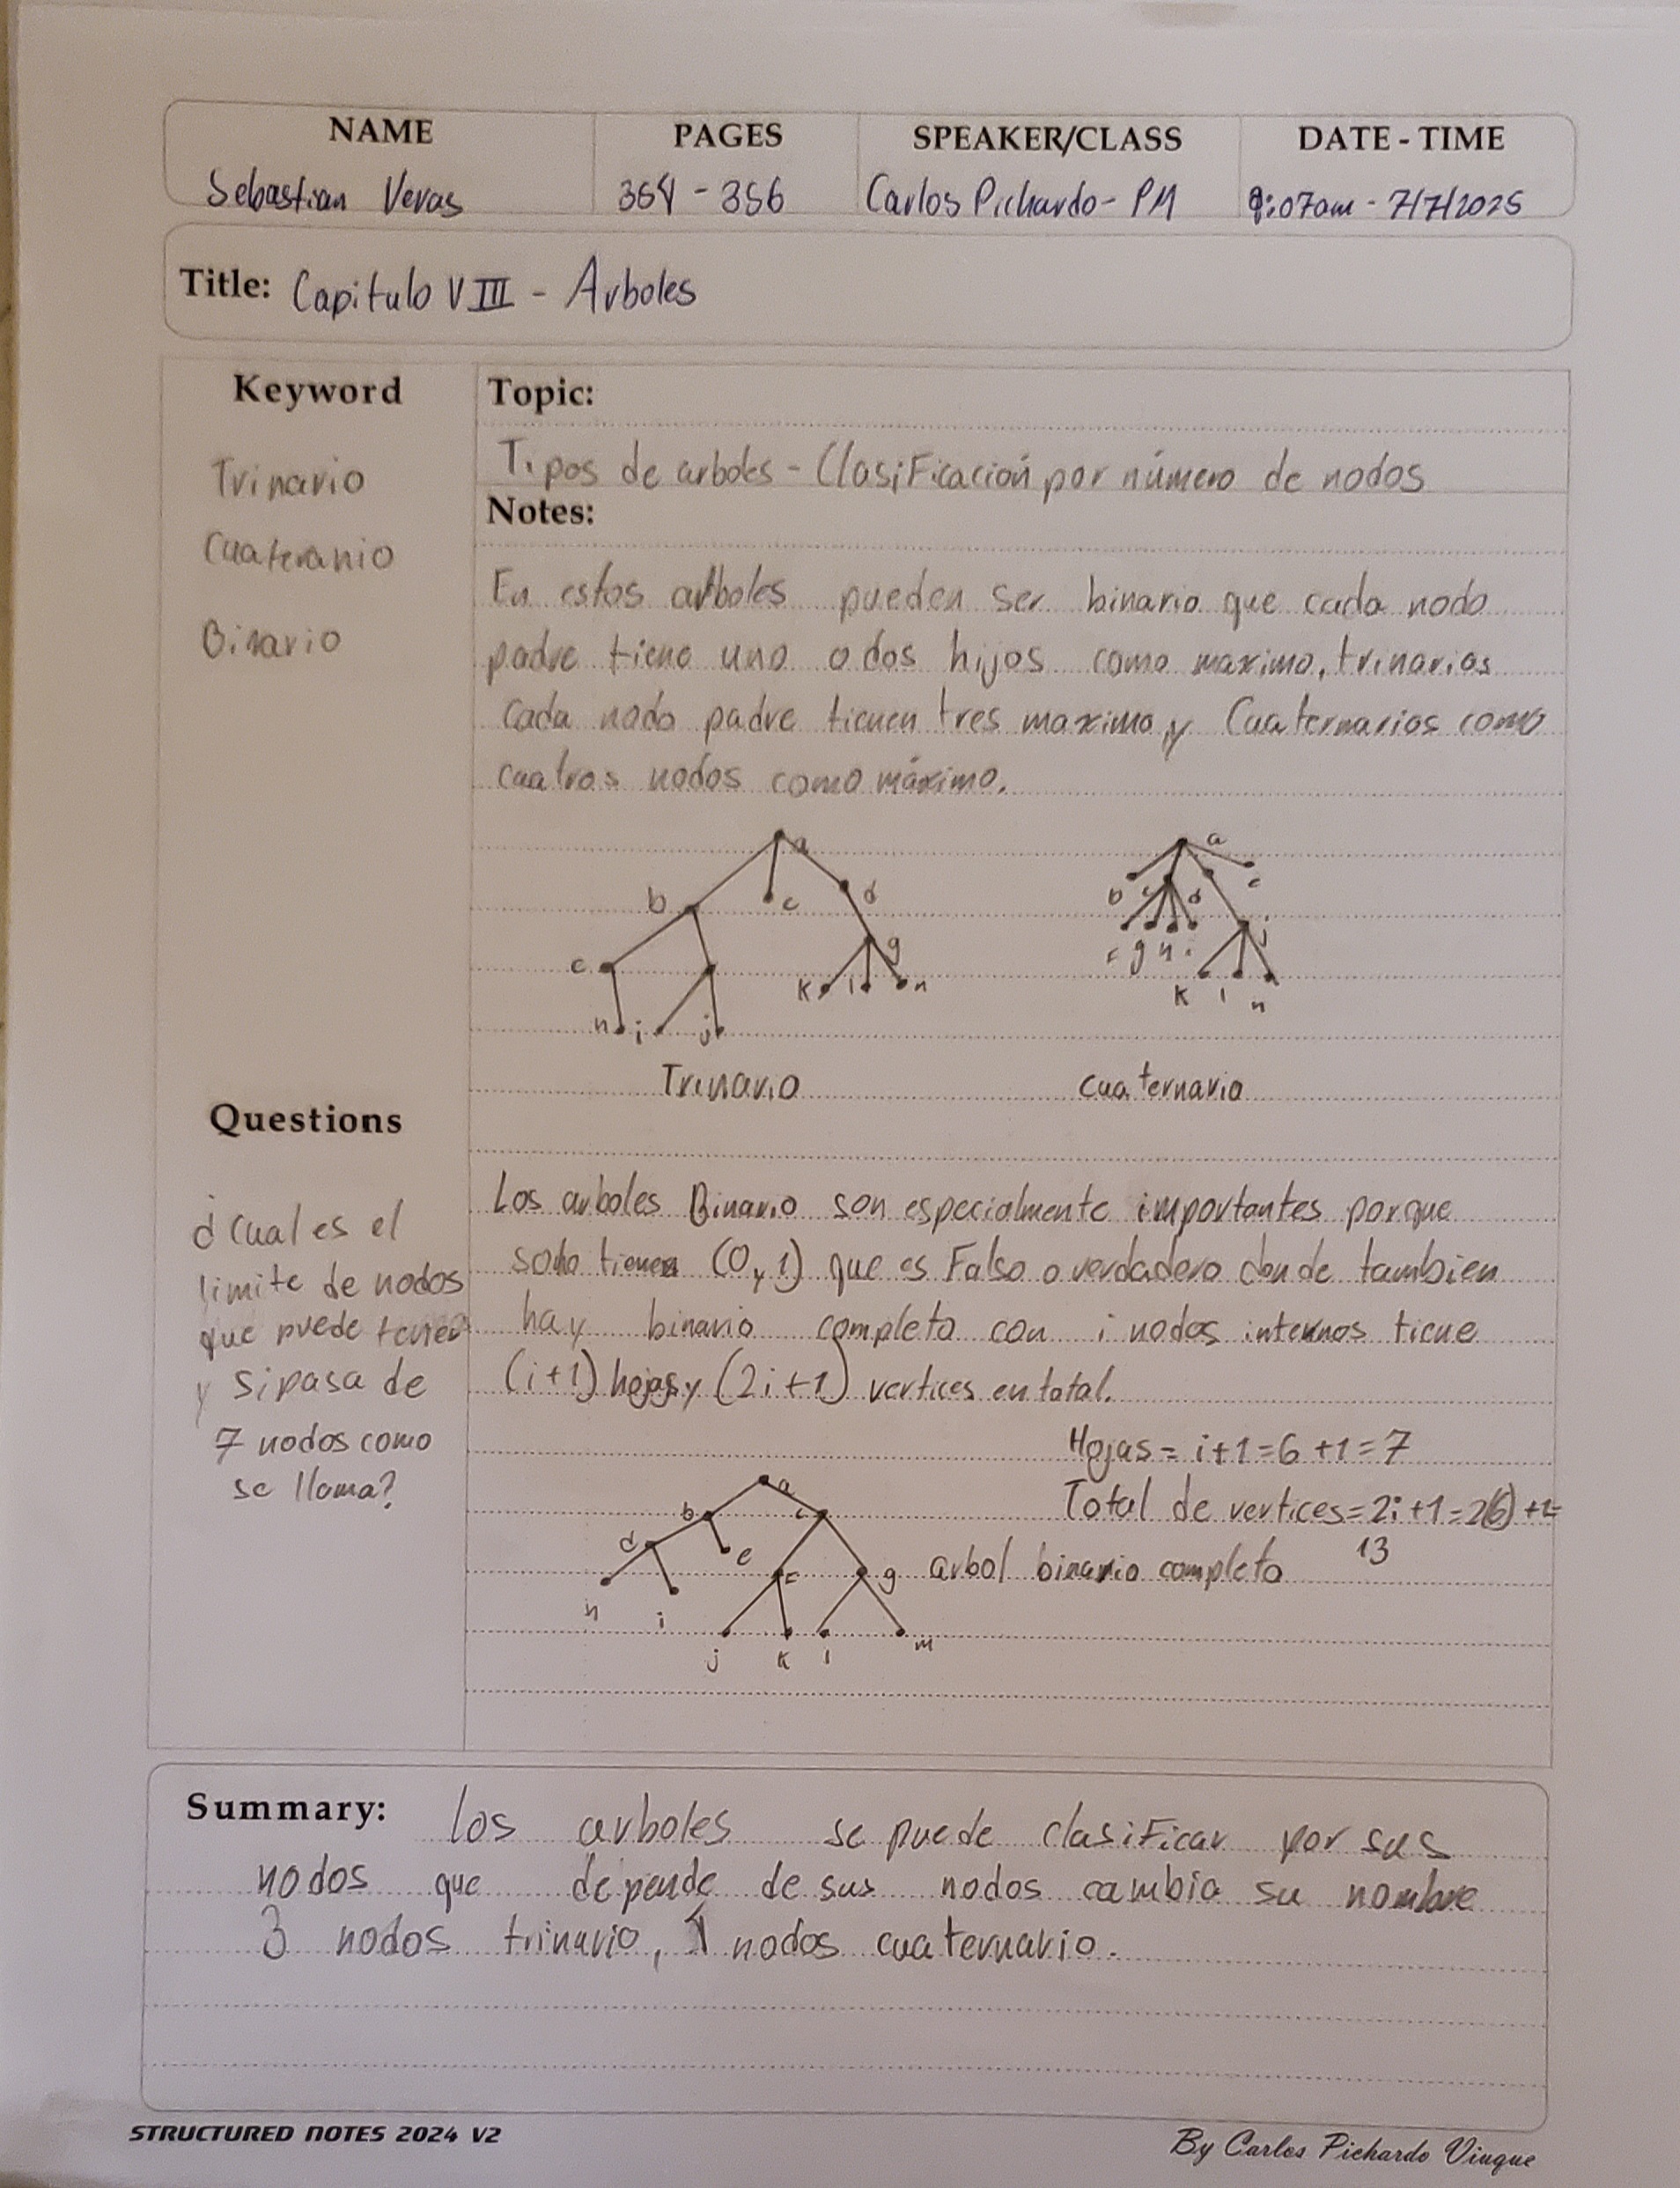 NAME PAGES SPEAKER/CLASS DATE - TIME
Sebastian Veras 354 - 356 Carlos Pichardo - PM 9:07am - 7/7/2025
Title: Capitulo VIII - Arboles
Keyword
Trinario
Cuateranio
Binario
Topic:
Tipos de arboles - Clasificación por número de nodos
Notes:
En estos arboles pueden ser binario que cada nodo
padre tiene uno o dos hijos como maximo, trinarios
cada nodo padre tienen tres maximo y Cuaternarios como
cuatros nodos como máximo.
a
b c d
e g
k l n
h i j
Trinario
a
b c d e
f g h i j
k l n
cuaternario
Questions
¿cual es el
limite de nodos
que puede tener
y si pasa de
7 nodos como
se llama?
Los arboles Binario son especialmente importantes porque
solo tienen (0 y 1) que es Falso o verdadero donde tambien
hay binario completo con i nodos internos tiene
(i+1) hojas y (2i+1) vertices en total.
Hojas = i+1 = 6+1 = 7
Total de vertices = 2i+1 = 2(6)+1=
13
arbol binario completo
a
b c
d e f g
h i
j k l m
Summary: los arboles se puede clasificar por sus
nodos que depende de sus nodos cambia su nombre
3 nodos trinario, nodos cuaternario.
STRUCTURED NOTES 2024 V2
By Carlos Pichardo Viuque